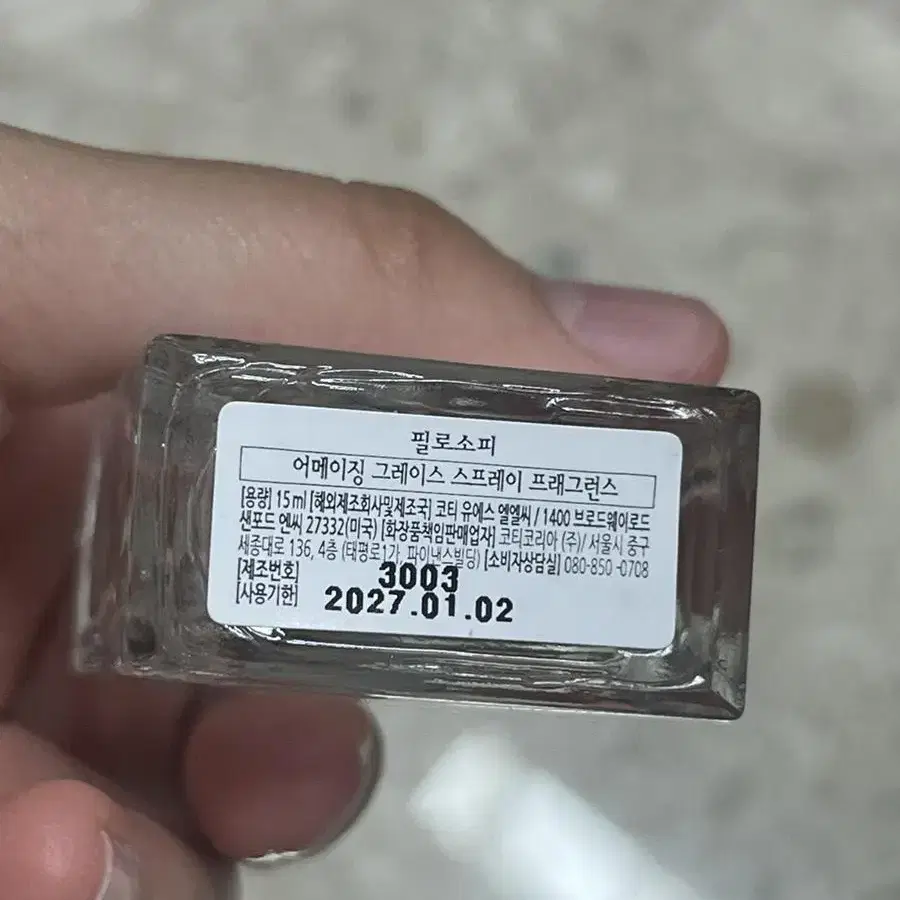 필로소피
어메이징 그레이스 스프레이 프래그런스
[용량] 15 ml [해외제조회사및제조국] 코티 유에스 엘엘씨 / 1400 브로드웨이로드
샌포드 엔씨 27332(미국) [화장품책임판매업자] 코티코리아 (주)/ 서울시 중구
세종대로 136, 4층 (태평로1가, 파이낸스빌딩) [소비자상담실] 080-850-0708
[제조번호] 3003
[사용기한] 2027.01.02